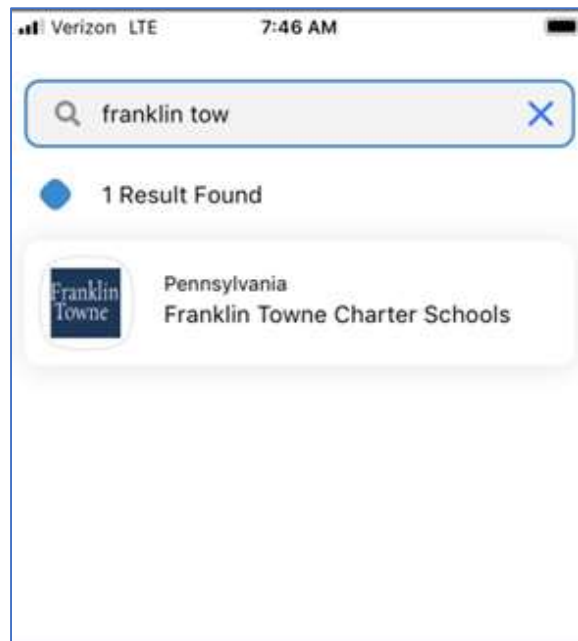 Verizon LTE 7:46 AM
franklin tow
1 Result Found
Franklin
Towne
Pennsylvania
Franklin Towne Charter Schools